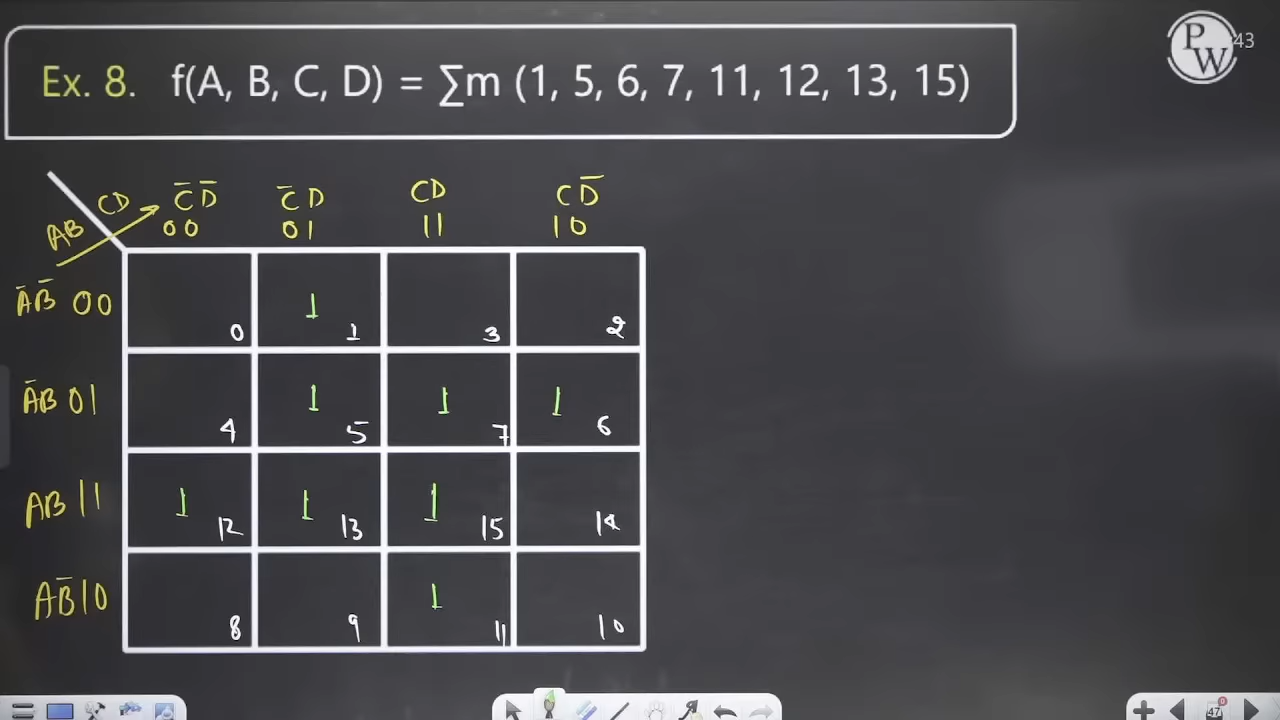 Ex. 8. f(A, B, C, D) = ∑m (1, 5, 6, 7, 11, 12, 13, 15)
PW 43
AB CD C̅D̅ C̅D CD CD̅
00 01 11 10
A̅B̅ 00 1
0 1 3 2
A̅B 01 1 1 1
4 5 7 6
AB 11 1 1 1
12 13 15 14
AB̅ 10 1
8 9 11 10
47